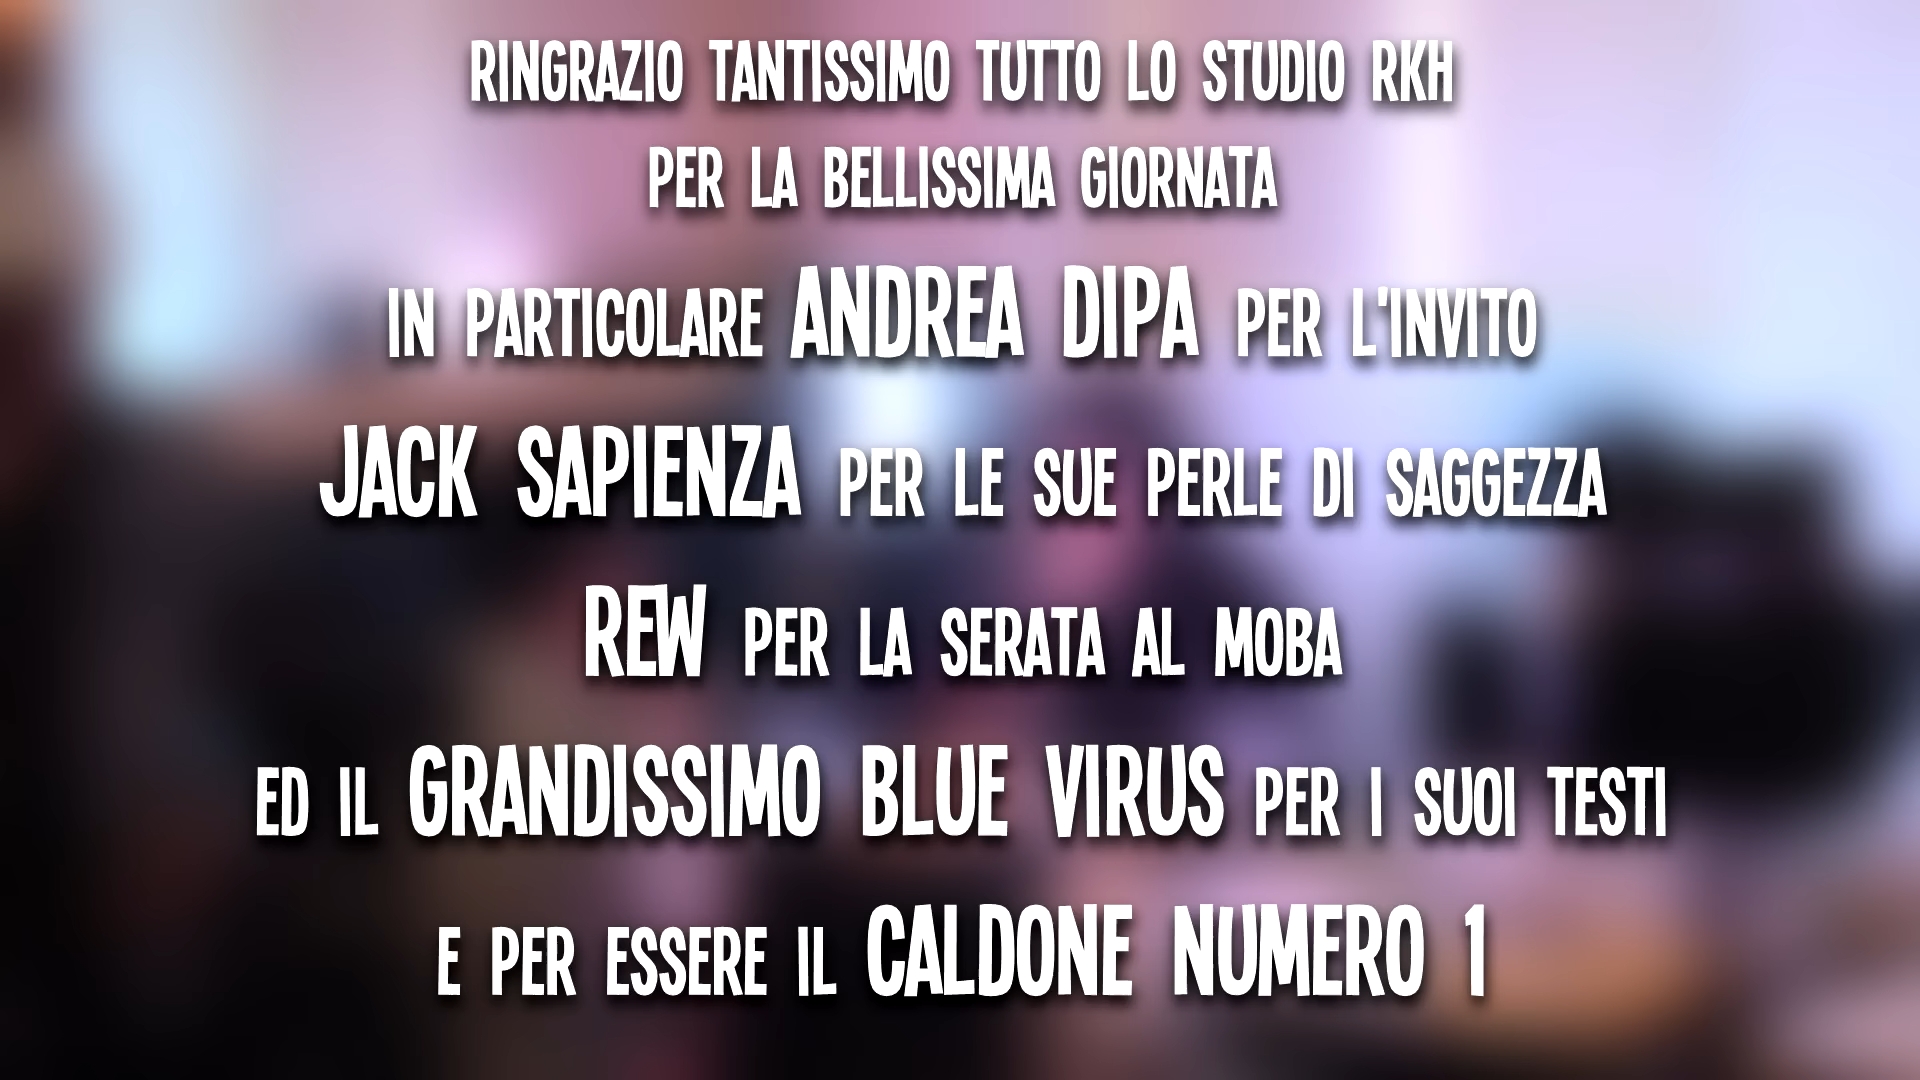 RINGRAZIO TANTISSIMO TUTTO LO STUDIO RKH
PER LA BELLISSIMA GIORNATA
IN PARTICOLARE ANDREA DIPA PER L'INVITO
JACK SAPIENZA PER LE SUE PERLE DI SAGGEZZA
REW PER LA SERATA AL MOBA
ED IL GRANDISSIMO BLUE VIRUS PER I SUOI TESTI
E PER ESSERE IL CALDONE NUMERO 1